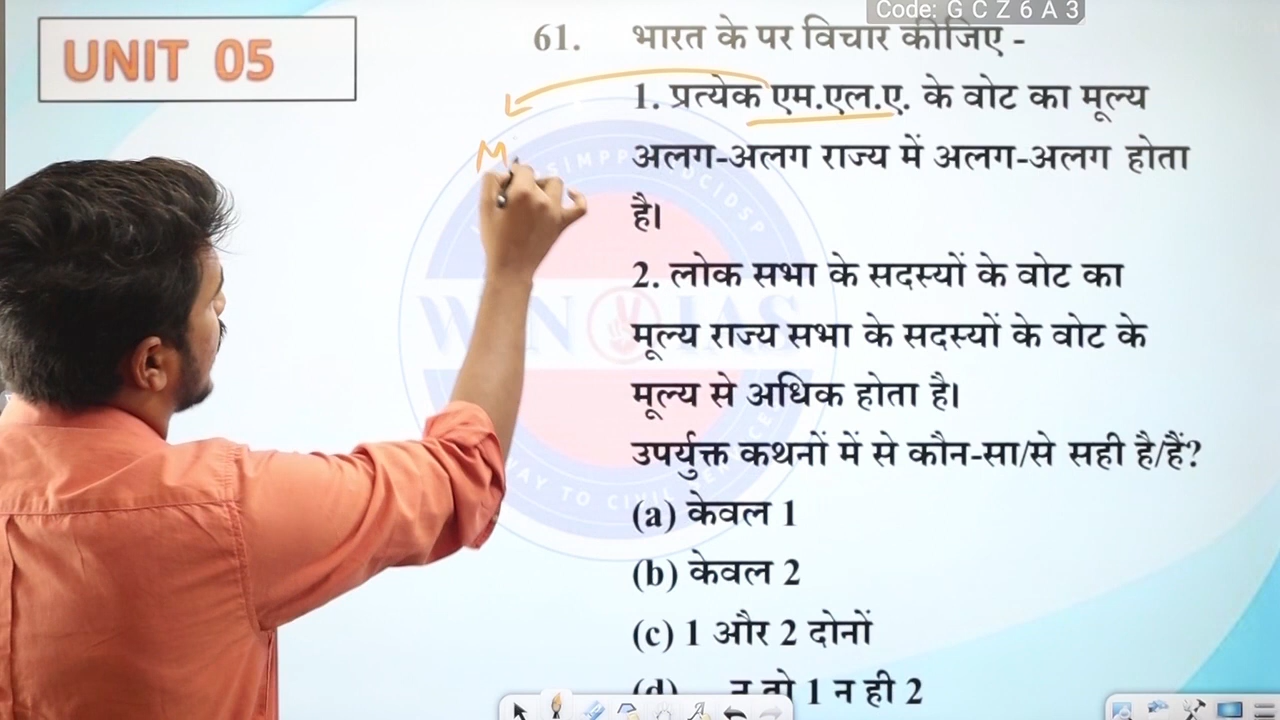 Code: G C Z 6 A 3
UNIT 05
61. भारत के पर विचार कीजिए -
1. प्रत्येक एम.एल.ए. के वोट का मूल्य
अलग-अलग राज्य में अलग-अलग होता
है।
M
2. लोक सभा के सदस्यों के वोट का
मूल्य राज्य सभा के सदस्यों के वोट के
मूल्य से अधिक होता है।
उपर्युक्त कथनों में से कौन-सा/से सही है/हैं?
(a) केवल 1
(b) केवल 2
(c) 1 और 2 दोनों
(d) न तो 1 न ही 2